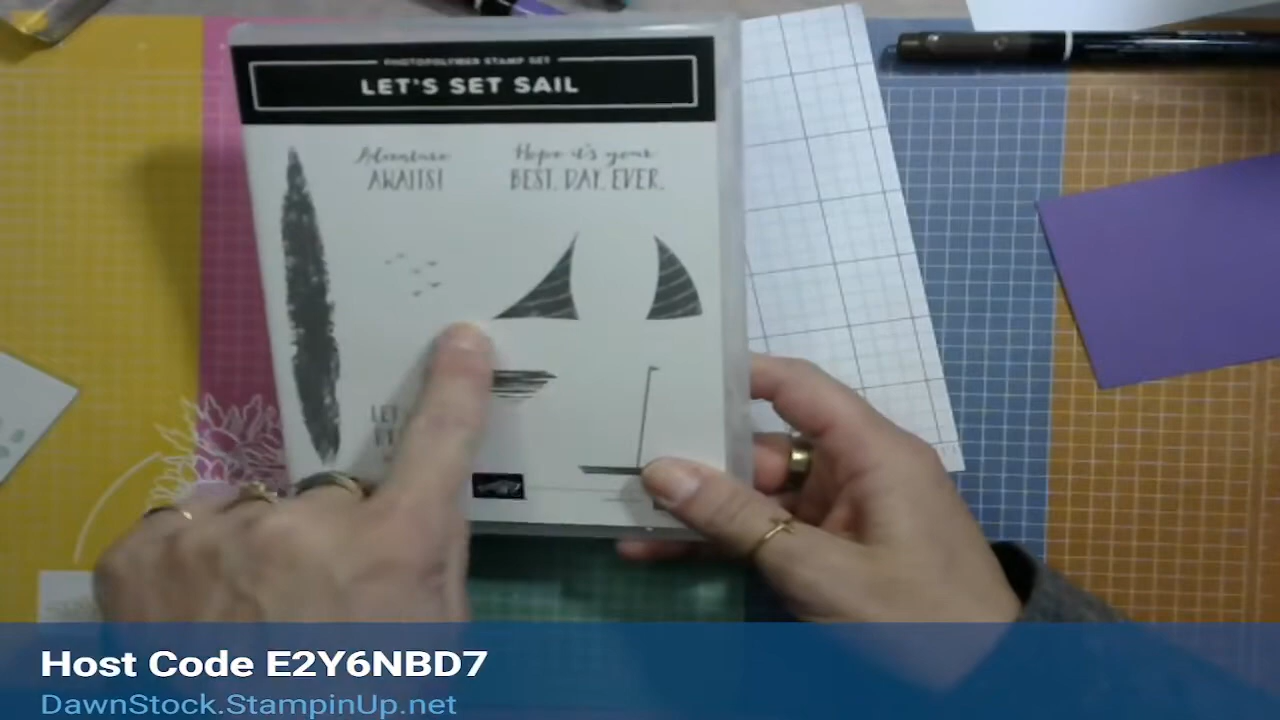 PHOTOPOLYMER STAMP SET
LET'S SET SAIL
Adventure
AWAITS!
Hope it's your
BEST. DAY. EVER.
Host Code E2Y6NBD7
DawnStock.StampinUp.net